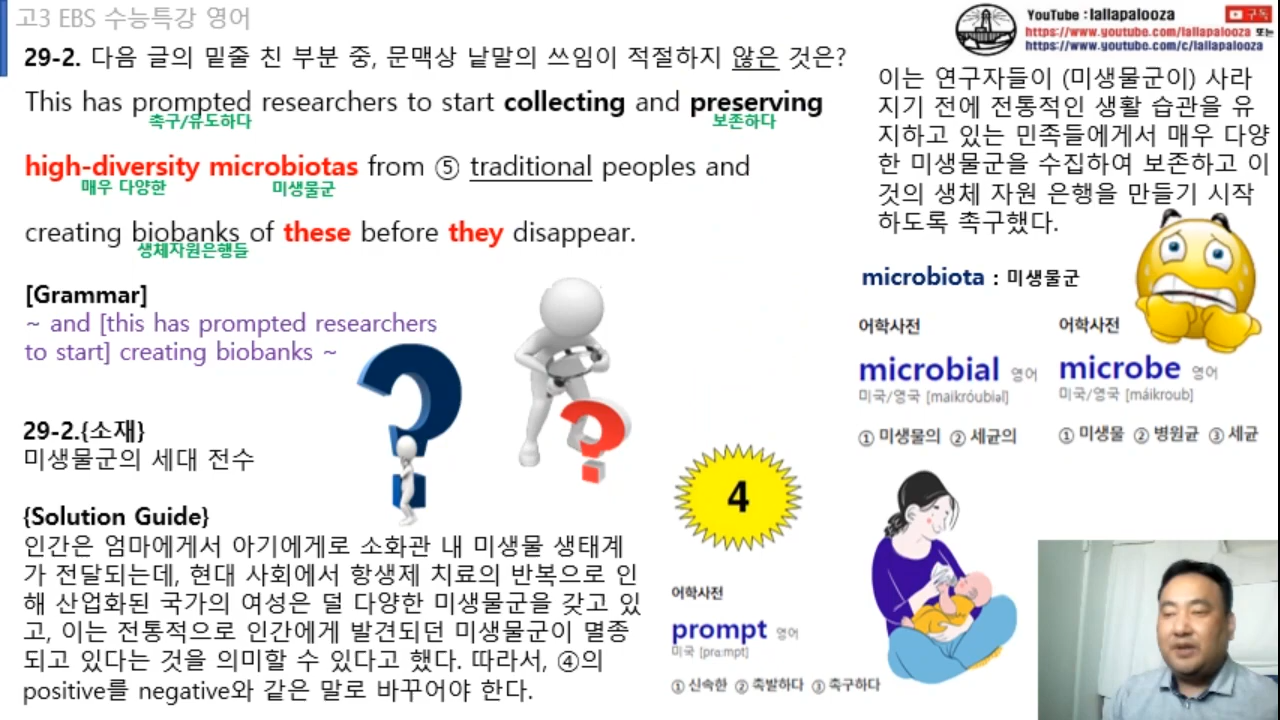 고3 EBS 수능특강 영어
YouTube : lallapalooza
구독
https://www.youtube.com/lallapalooza 또는
https://www.youtube.com/c/lallapalooza
29-2. 다음 글의 밑줄 친 부분 중, 문맥상 낱말의 쓰임이 적절하지 않은 것은?
This has prompted researchers to start collecting and preserving
촉구/유도하다
보존하다
high-diversity microbiotas from ⑤ traditional peoples and
매우 다양한
미생물군
creating biobanks of these before they disappear.
생체자원은행들
이는 연구자들이 (미생물군이) 사라
지기 전에 전통적인 생활 습관을 유
지하고 있는 민족들에게서 매우 다양
한 미생물군을 수집하여 보존하고 이
것의 생체 자원 은행을 만들기 시작
하도록 촉구했다.
[Grammar]
~ and [this has prompted researchers
to start] creating biobanks ~
microbiota : 미생물군
어학사전
microbial 영어
미국/영국 [maikróubiəl]
① 미생물의 ② 세균의
어학사전
microbe 영어
미국/영국 [máikroub]
① 미생물 ② 병원균 ③ 세균
29-2.{소재}
미생물군의 세대 전수
{Solution Guide}
인간은 엄마에게서 아기에게로 소화관 내 미생물 생태계
가 전달되는데, 현대 사회에서 항생제 치료의 반복으로 인
해 산업화된 국가의 여성은 덜 다양한 미생물군을 갖고 있
고, 이는 전통적으로 인간에게 발견되던 미생물군이 멸종
되고 있다는 것을 의미할 수 있다고 했다. 따라서, ④의
positive를 negative와 같은 말로 바꾸어야 한다.
4
어학사전
prompt 영어
미국 [prɑːmpt]
① 신속한 ② 촉발하다 ③ 촉구하다